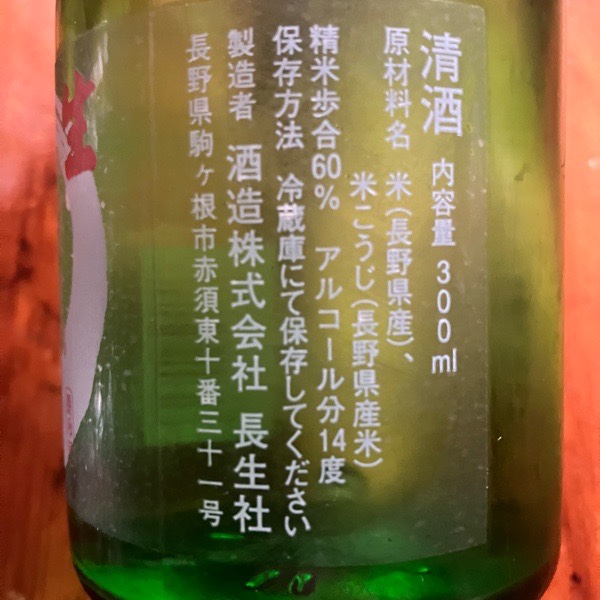 清酒 内容量 300ml
原材料名 米(長野県産)、
米こうじ(長野県産米)
精米歩合60% アルコール分14度
保存方法 冷蔵庫にて保存してください
製造者 酒造株式会社 長生社
長野県駒ヶ根市赤須東十番三十一号
生